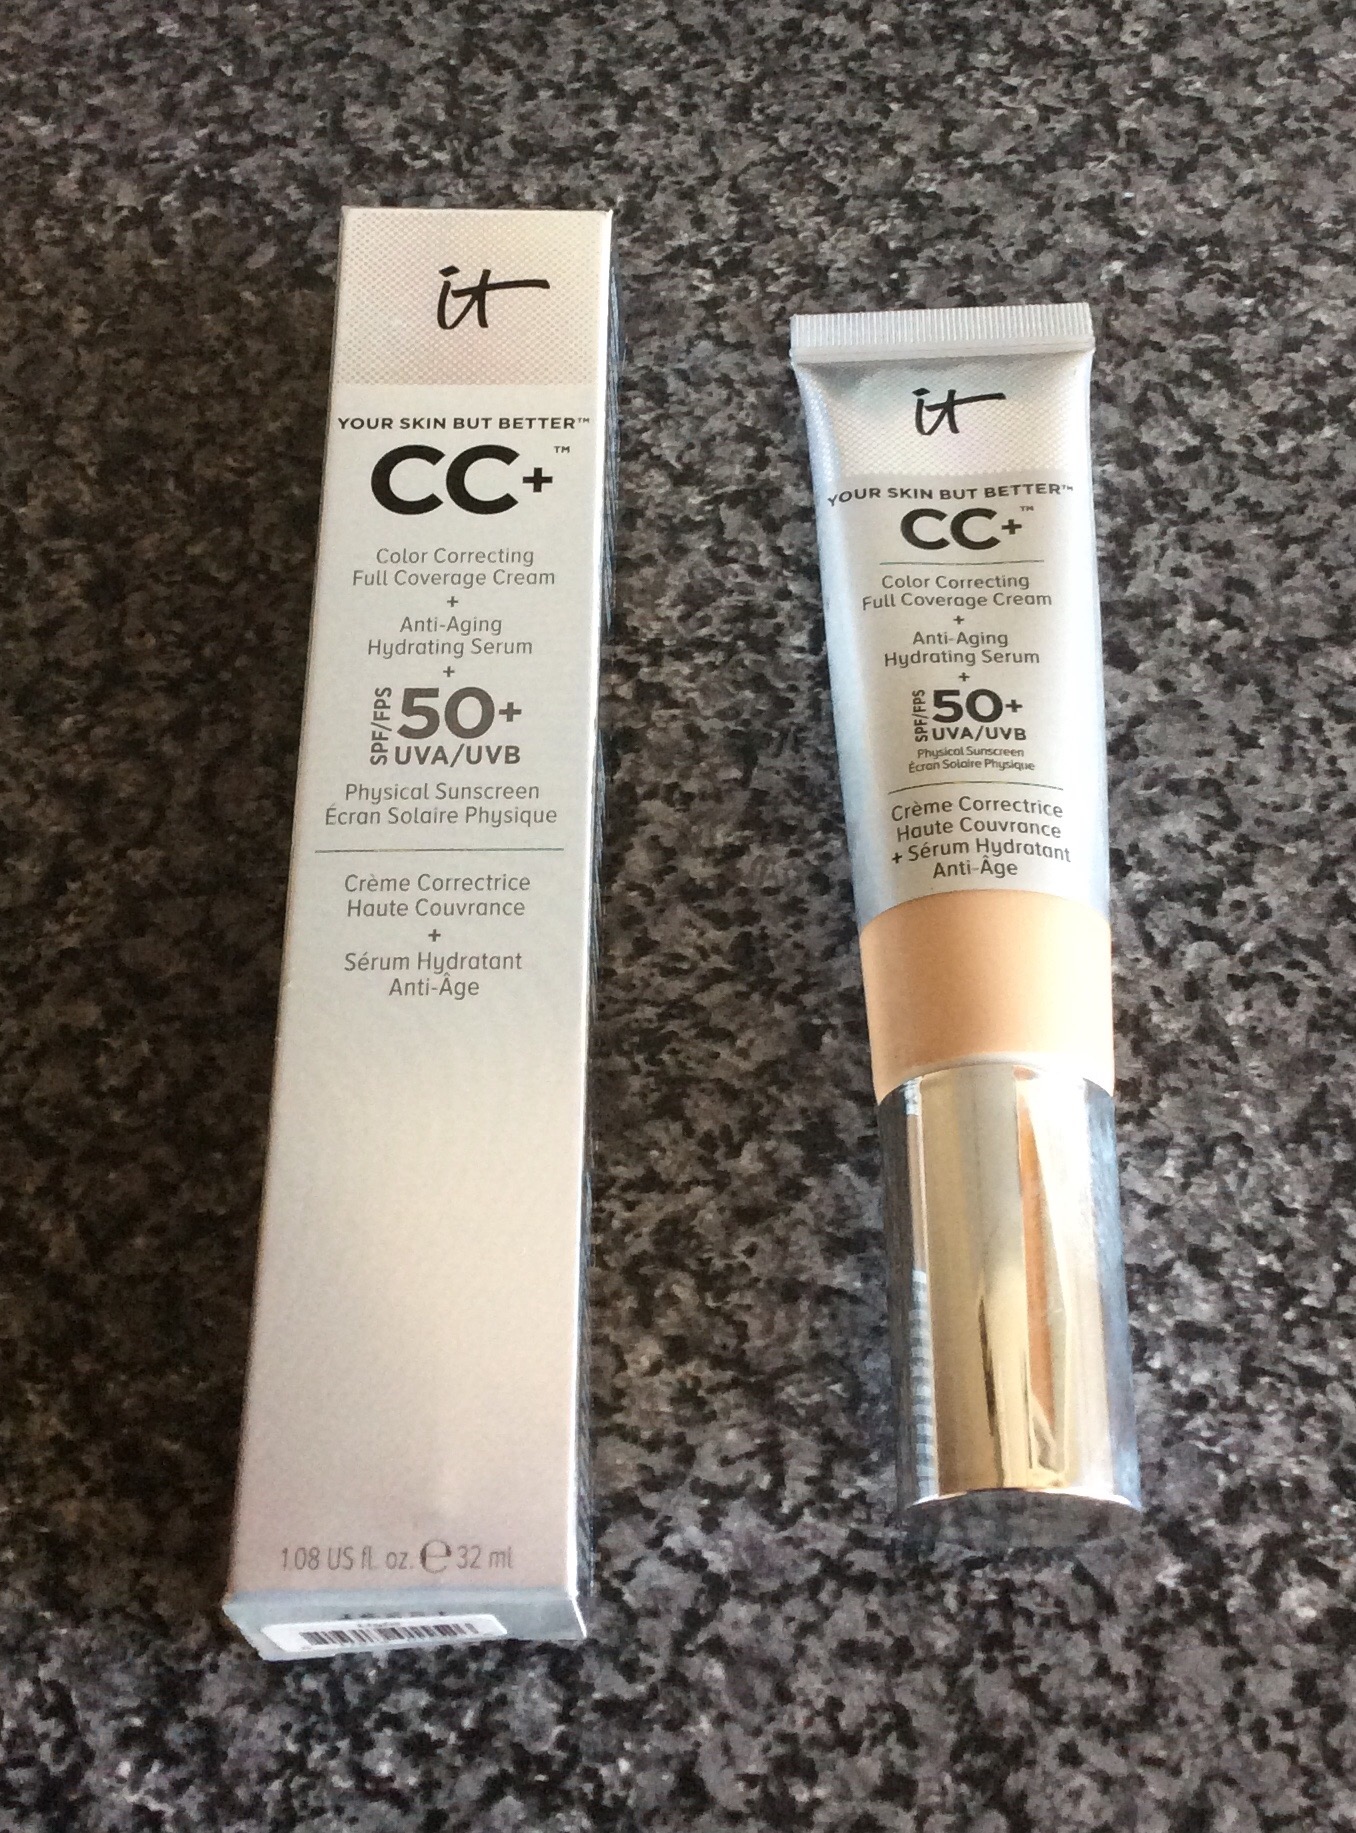 it
YOUR SKIN BUT BETTER™
CC+™
Color Correcting
Full Coverage Cream
+
Anti-Aging
Hydrating Serum
+
SPF/FPS 50+
UVA/UVB
Physical Sunscreen
Écran Solaire Physique
Crème Correctrice
Haute Couvrance
+
Sérum Hydratant
Anti-Âge
1.08 US fl. oz. ℮ 32 ml
it
YOUR SKIN BUT BETTER™
CC+™
Color Correcting
Full Coverage Cream
+
Anti-Aging
Hydrating Serum
+
SPF/FPS 50+
UVA/UVB
Physical Sunscreen
Écran Solaire Physique
Crème Correctrice
Haute Couvrance
+ Sérum Hydratant
Anti-Âge